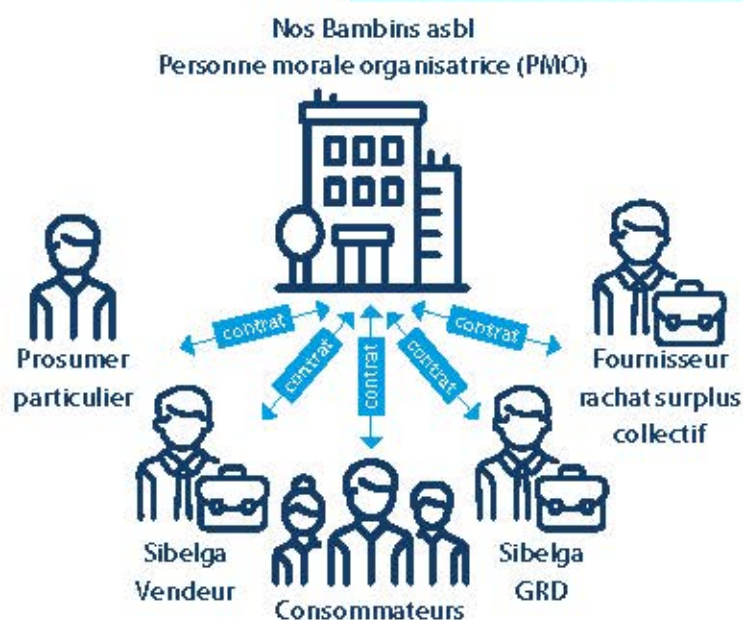 Nos Bambins asbl
Personne morale organisatrice (PMO)
contrat
contrat
contrat
contrat
contrat
Prosumer
particulier
Fournisseur
rachat surplus
collectif
Sibelga
Vendeur
Consommateurs
Sibelga
GRD